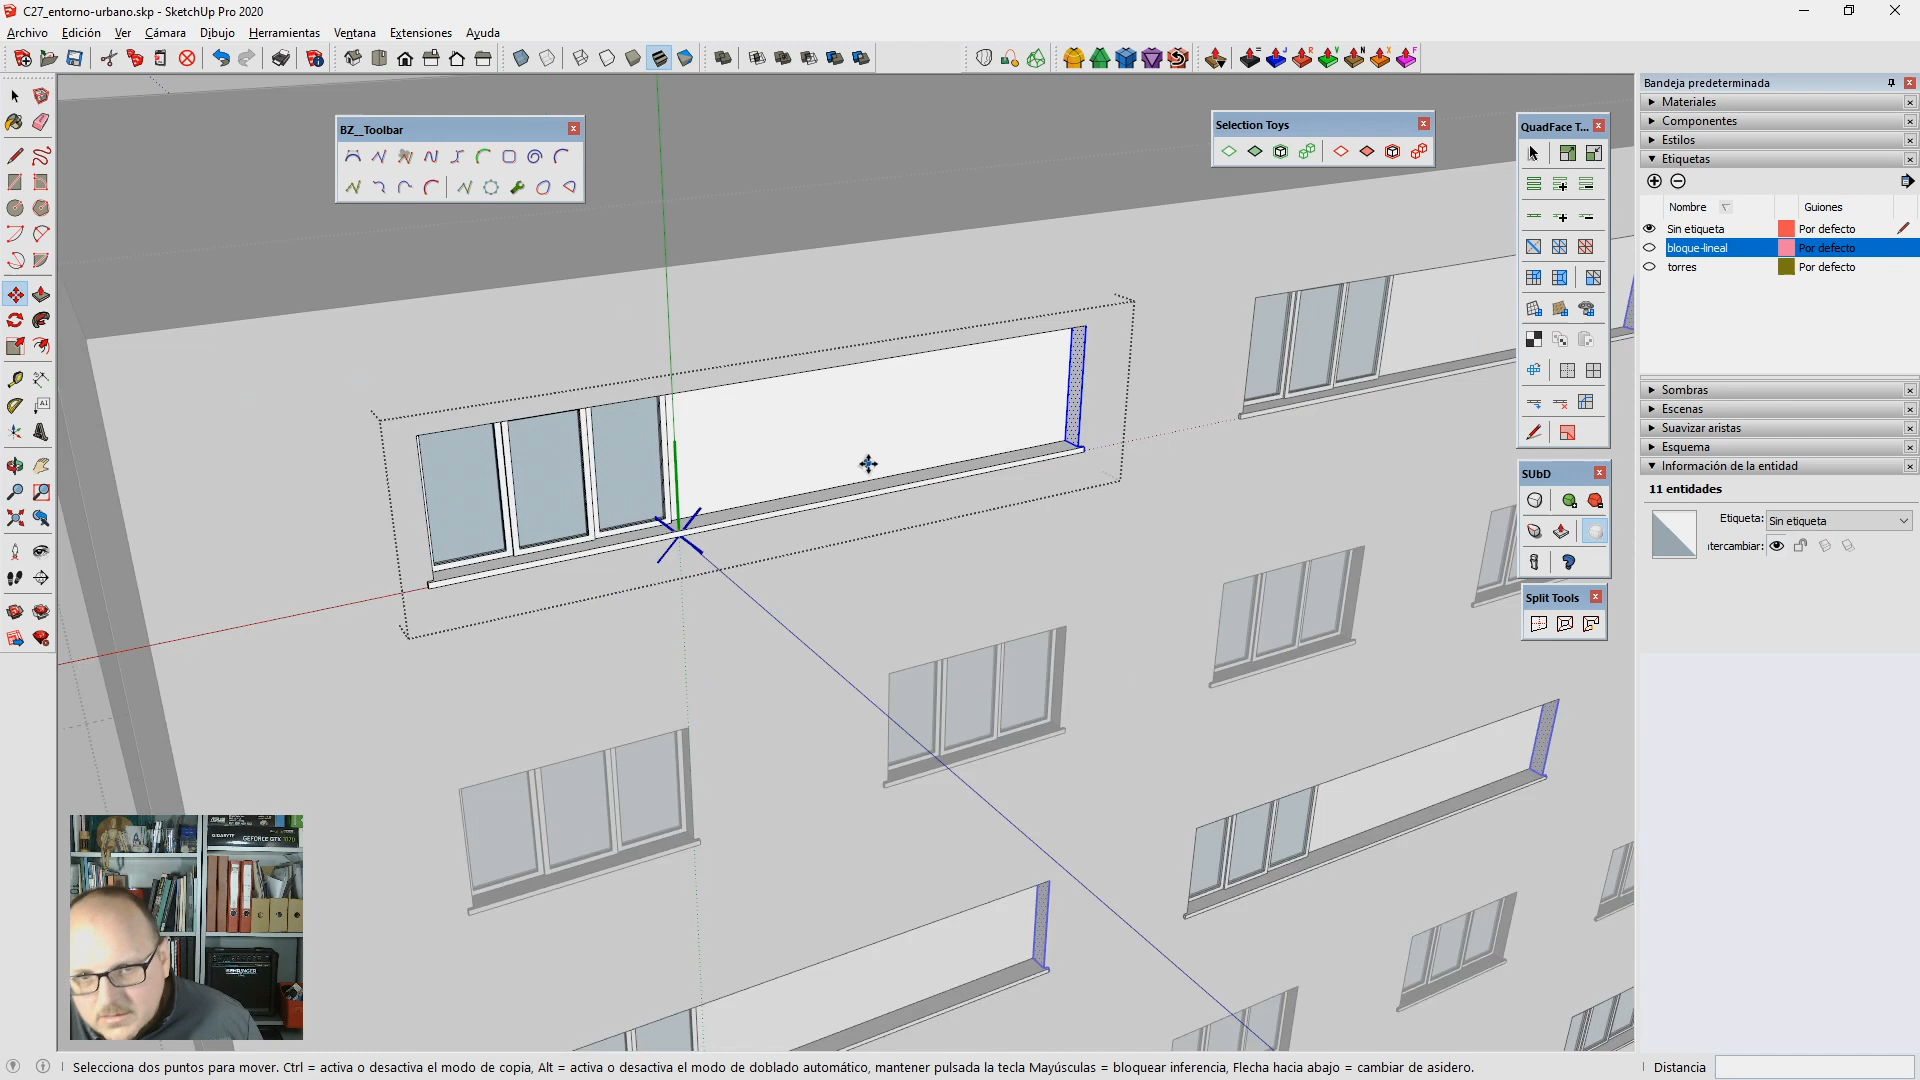 C27_entorno-urbano.skp - SketchUp Pro 2020
Archivo Edición Ver Cámara Dibujo Herramientas Ventana Extensiones Ayuda
BZ__Toolbar
Selection Toys
QuadFace T...
SUbD
Split Tools
Bandeja predeterminada
Materiales
Componentes
Estilos
Etiquetas
Nombre Guiones
Sin etiqueta Por defecto
bloque-lineal Por defecto
torres Por defecto
Sombras
Escenas
Suavizar aristas
Esquema
Información de la entidad
11 entidades
Etiqueta: Sin etiqueta
ntercambiar:
GEFORCE GTX
Selecciona dos puntos para mover. Ctrl = activa o desactiva el modo de copia, Alt = activa o desactiva el modo de doblado automático, mantener pulsada la tecla Mayúsculas = bloquear inferencia, Flecha hacia abajo = cambiar de asidero.
Distancia